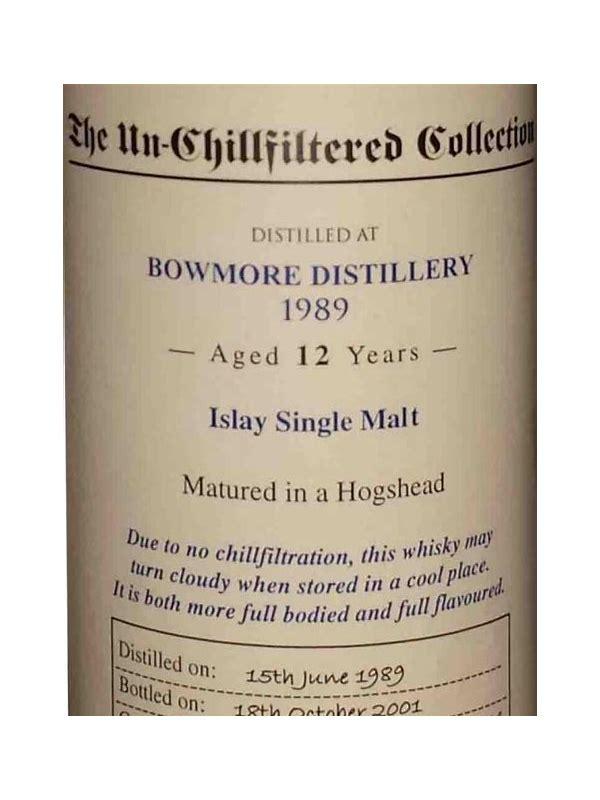 The Un-Chillfiltered Collection
DISTILLED AT
BOWMORE DISTILLERY
1989
— Aged 12 Years —
Islay Single Malt
Matured in a Hogshead
Due to no chillfiltration, this whisky may
turn cloudy when stored in a cool place.
It is both more full bodied and full flavoured.
Distilled on: 15th June 1989
Bottled on: 18th October 2001